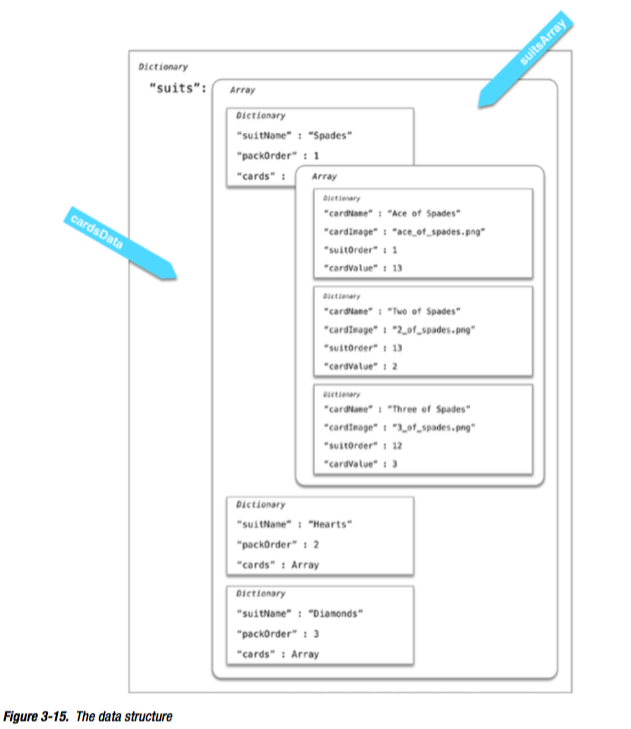 suitsArray
Dictionary
"suits":
Array
Dictionary
"suitName" : "Spades"
"packOrder" : 1
"cards" :
Array
Dictionary
"cardName" : "Ace of Spades"
"cardImage" : "ace_of_spades.png"
"suitOrder" : 1
"cardValue" : 13
Dictionary
"cardName" : "Two of Spades"
"cardImage" : "2_of_spades.png"
"suitOrder" : 13
"cardValue" : 2
Dictionary
"cardName" : "Three of Spades"
"cardImage" : "3_of_spades.png"
"suitOrder" : 12
"cardValue" : 3
cardsData
Dictionary
"suitName" : "Hearts"
"packOrder" : 2
"cards" : Array
Dictionary
"suitName" : "Diamonds"
"packOrder" : 3
"cards" : Array
Figure 3-15. The data structure